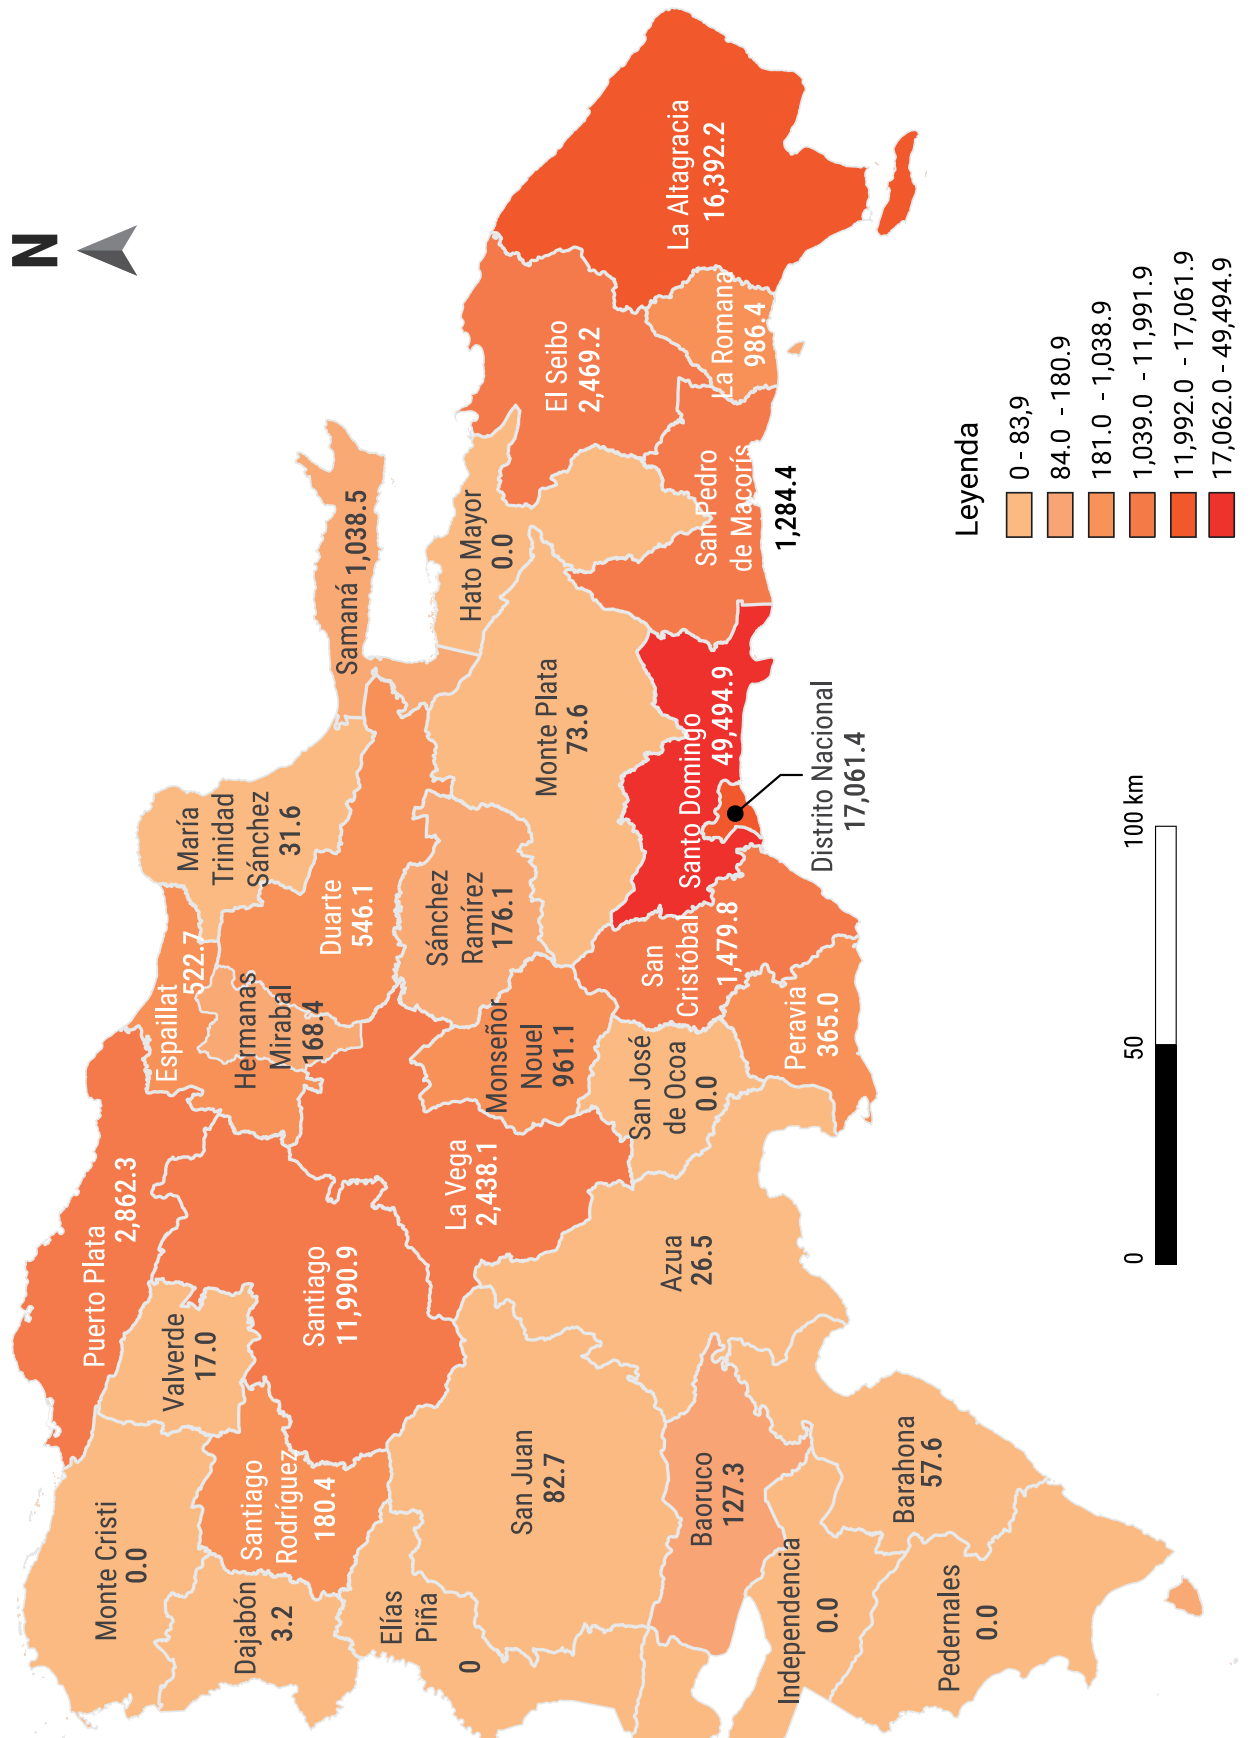 N
Puerto Plata
2,862.3
Monte Cristi
0.0
Valverde
17.0
Espaillat
522.7
María
Trinidad
Sánchez
31.6
Dajabón
3.2
Santiago
Rodríguez
180.4
Santiago
11,990.9
Hermanas
Mirabal
168.4
Duarte
546.1
Samaná 1,038.5
Elías
Piña
0
San Juan
82.7
La Vega
2,438.1
Monseñor
Nouel
961.1
Sánchez
Ramírez
176.1
Monte Plata
73.6
Hato Mayor
0.0
El Seibo
2,469.2
La Altagracia
16,392.2
La Romana
986.4
San Pedro
de Macorís
1,284.4
Santo Domingo
49,494.9
Distrito Nacional
17,061.4
San
Cristóbal
1,479.8
San José
de Ocoa
0.0
Peravia
365.0
Azua
26.5
Baoruco
127.3
Independencia
0.0
Barahona
57.6
Pedernales
0.0
Leyenda
0 - 83,9
84.0 - 180.9
181.0 - 1,038.9
1,039.0 - 11,991.9
11,992.0 - 17,061.9
17,062.0 - 49,494.9
0 50 100 km